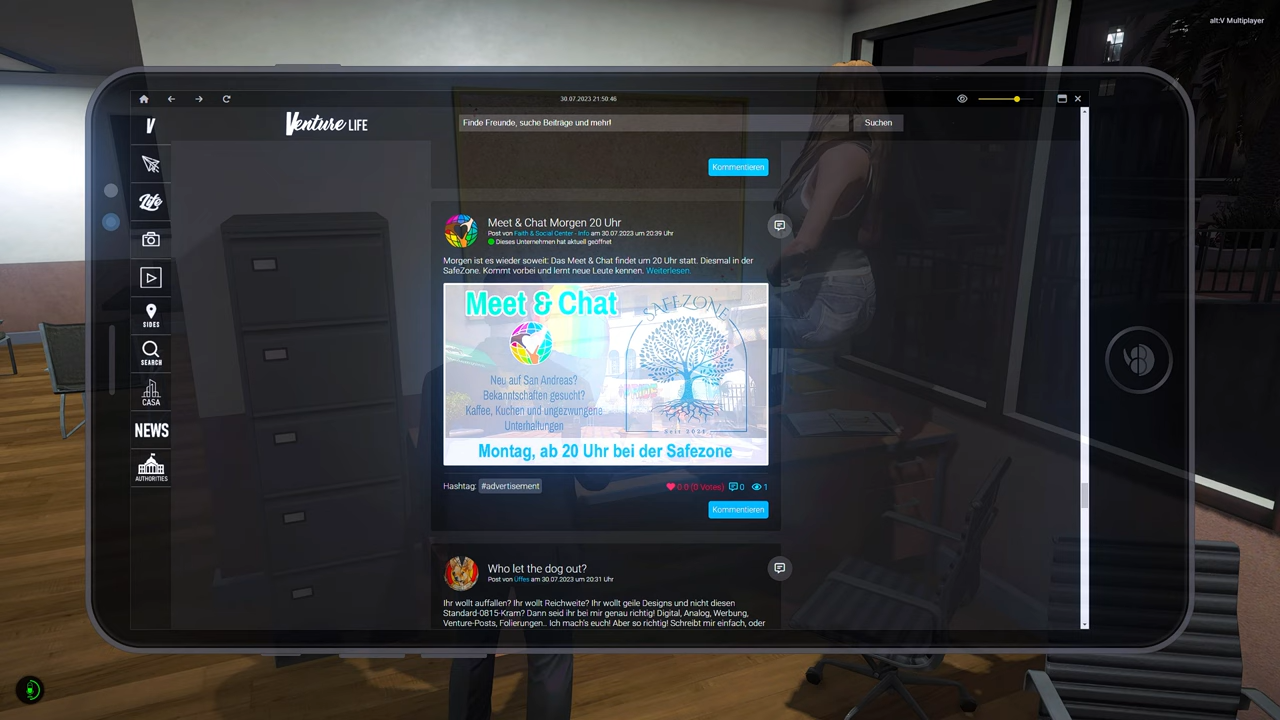 alt:V Multiplayer
30.07.2023 21:50:46
V
Venture LIFE
Finde Freunde, suche Beiträge und mehr!
Suchen
Life
SIDES
SEARCH
CASA
NEWS
AUTHORITIES
Kommentieren
Meet & Chat Morgen 20 Uhr
Post von Faith & Social Center - Info am 30.07.2023 um 20:39 Uhr
Dieses Unternehmen hat aktuell geöffnet
Morgen ist es wieder soweit: Das Meet & Chat findet um 20 Uhr statt. Diesmal in der
SafeZone. Kommt vorbei und lernt neue Leute kennen. Weiterlesen.
Meet & Chat
SAFEZONE
Neu auf San Andreas?
Bekanntschaften gesucht?
Kaffee, Kuchen und ungezwungene
Unterhaltungen
Seit 2021
Montag, ab 20 Uhr bei der Safezone
Hashtag: #advertisement
0.0 (0 Votes) 0 1
Kommentieren
Who let the dog out?
Post von Üffes am 30.07.2023 um 20:31 Uhr
Ihr wollt auffallen? Ihr wollt Reichweite? Ihr wollt geile Designs und nicht diesen
Standard-0815-Kram? Dann seid ihr bei mir genau richtig! Digital, Analog, Werbung,
Venture-Posts, Folierungen.. Ich mach's euch! Aber so richtig! Schreibt mir einfach, oder